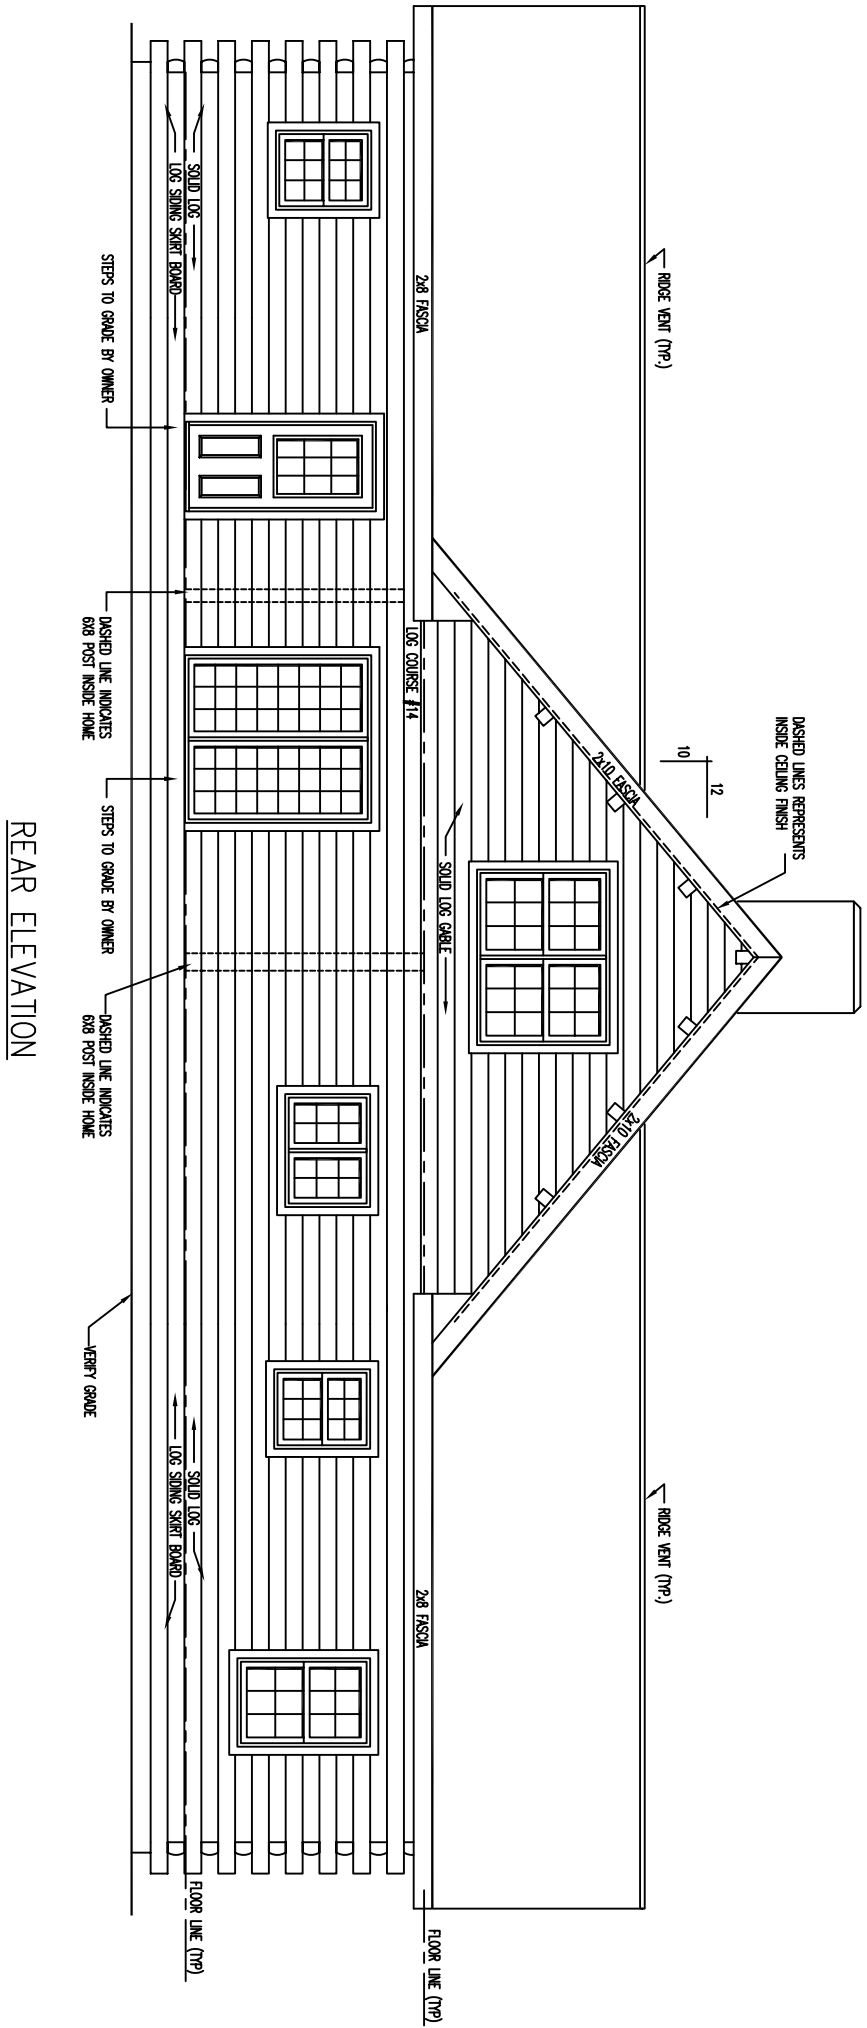 RIDGE VENT (TYP.)
DASHED LINES REPRESENTS
INSIDE CEILING FINISH
12
10
RIDGE VENT (TYP.)
2x10 FASCIA
2x10 FASCIA
2x8 FASCIA
SOLID LOG GABLE
2x8 FASCIA
FLOOR LINE (TYP)
LOG COURSE #14
SOLID LOG
LOG SIDING SKIRT BOARD
SOLID LOG
LOG SIDING SKIRT BOARD
FLOOR LINE (TYP)
STEPS TO GRADE BY OWNER
DASHED LINE INDICATES
6X8 POST INSIDE HOME
STEPS TO GRADE BY OWNER
DASHED LINE INDICATES
6X8 POST INSIDE HOME
VERIFY GRADE
REAR ELEVATION